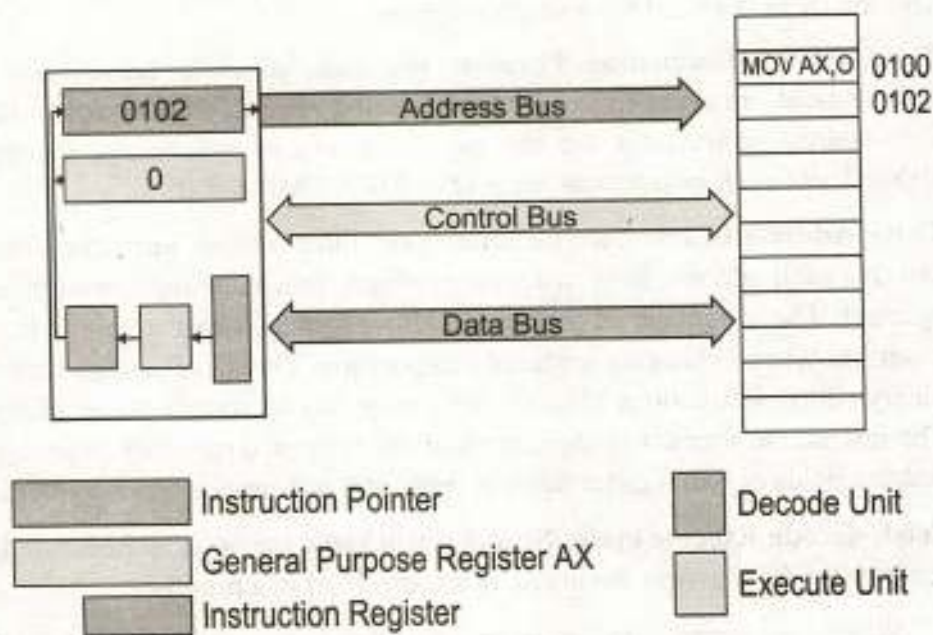 MOV AX,O 0100
0102 Address Bus 0102
0
Control Bus
Data Bus
Instruction Pointer
General Purpose Register AX
Instruction Register
Decode Unit
Execute Unit